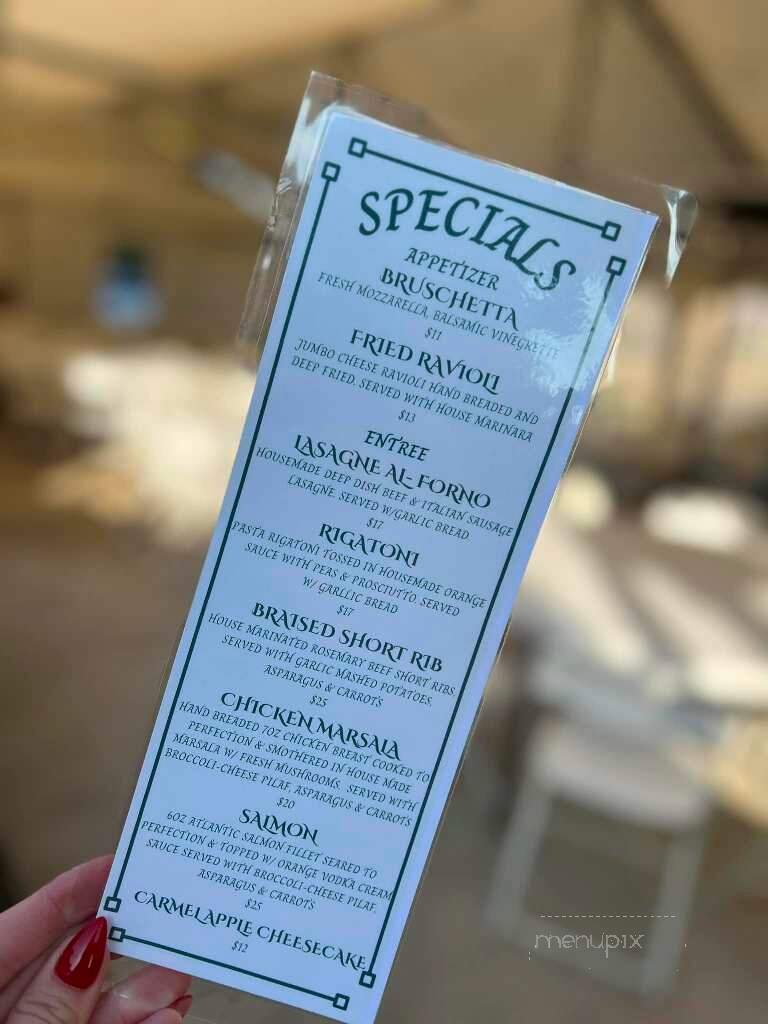 SPECIALS
APPETIZER
BRUSCHETTA
FRESH MOZZARELLA, BALSAMIC VINEGRETTE
$11
FRIED RAVIOLI
JUMBO CHEESE RAVIOLI HAND BREADED AND
DEEP FRIED, SERVED WITH HOUSE MARINARA
$13
ENTREE
LASAGNE AL FORNO
HOUSEMADE DEEP DISH BEEF & ITALIAN SAUSAGE
LASAGNE. SERVED W/GARLIC BREAD
$17
RIGATONI
PASTA RIGATONI TOSSED IN HOUSEMADE ORANGE
SAUCE WITH PEAS & PROSCIUTTO. SERVED
W/ GARLLIC BREAD
$17
BRAISED SHORT RIB
HOUSE MARINATED ROSEMARY BEEF SHORT RIBS,
SERVED WITH GARLIC MASHED POTATOES,
ASPARAGUS & CARROTS
$25
CHICKEN MARSALA
HAND BREADED 7OZ CHICKEN BREAST COOKED TO
PERFECTION & SMOTHERED IN HOUSE MADE
MARSALA W/ FRESH MUSHROOMS. SERVED WITH
BROCCOLI-CHEESE PILAF, ASPARAGUS & CARROTS
$20
SALMON
6OZ ATLANTIC SALMON FILLET SEARED TO
PERFECTION & TOPPED W/ ORANGE VODKA CREAM
SAUCE SERVED WITH BROCCOLI-CHEESE PILAF,
ASPARAGUS & CARROTS
$25
CARMEL APPLE CHEESECAKE
$12
menupix